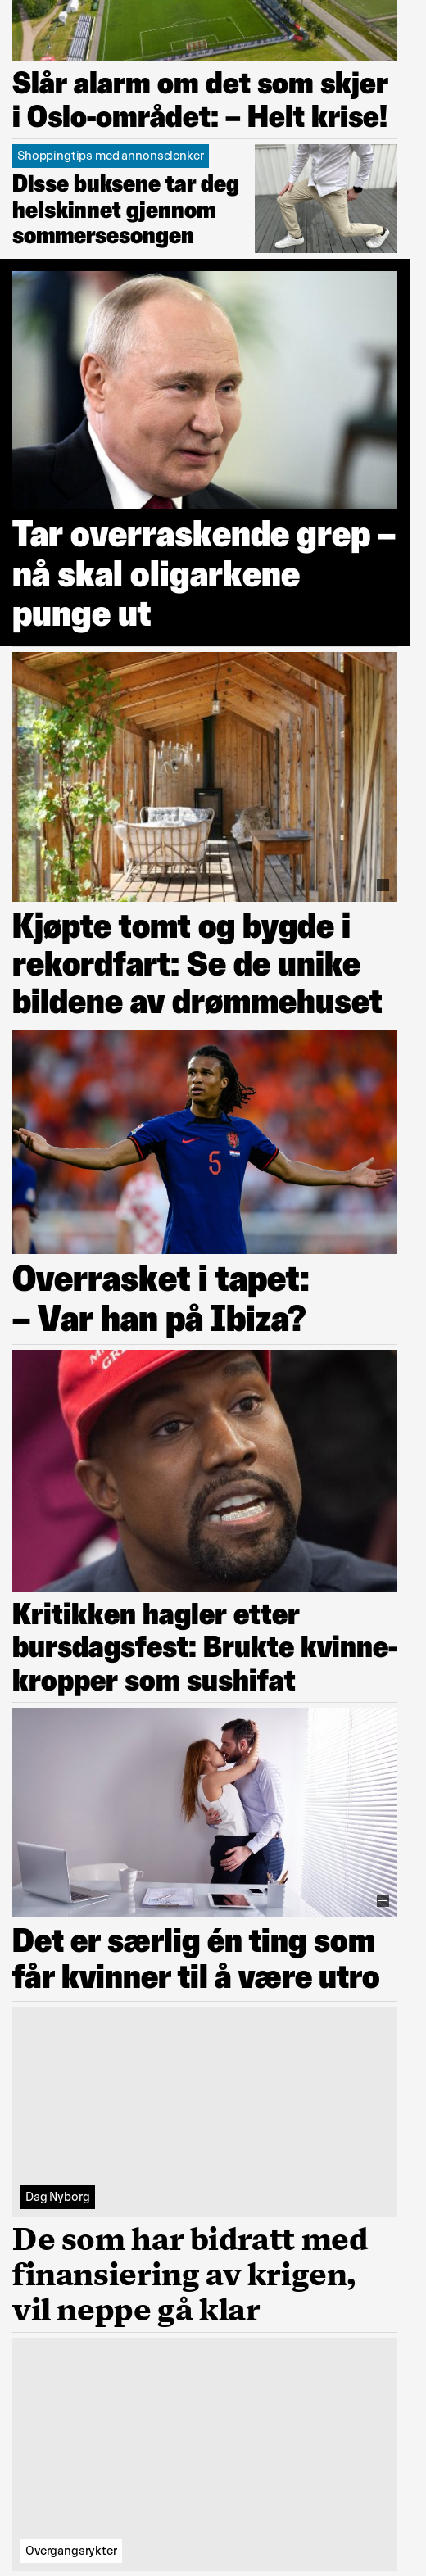 Slår alarm om det som skjer
i Oslo-området: – Helt krise!
Shoppingtips med annonselenker
Disse buksene tar deg
helskinnet gjennom
sommersesongen
Tar overraskende grep –
nå skal oligarkene
punge ut
Kjøpte tomt og bygde i
rekordfart: Se de unike
bildene av drømmehuset
5
Overrasket i tapet:
– Var han på Ibiza?
Kritikken hagler etter
bursdagsfest: Brukte kvinne-
kropper som sushifat
Det er særlig én ting som
får kvinner til å være utro
Dag Nyborg
De som har bidratt med
finansiering av krigen,
vil neppe gå klar
Overgangsrykter